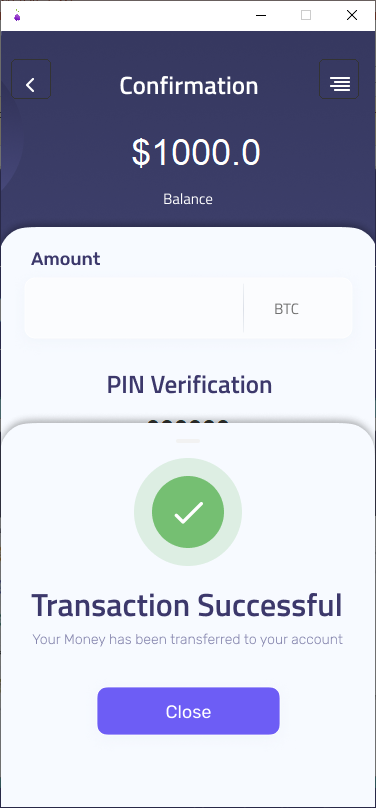 Confirmation
$1000.0
Balance
Amount
BTC
PIN Verification
Transaction Successful
Your Money has been transferred to your account
Close